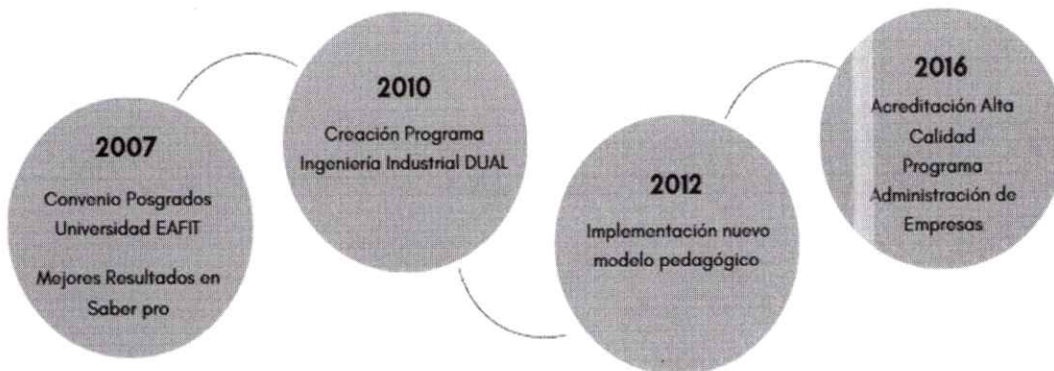 2007
Convenio Posgrados
Universidad EAFIT
Mejores Resultados en
Saber pro
2010
Creación Programa
Ingeniería Industrial DUAL
2012
Implementación nuevo
modelo pedagógico
2016
Acreditación Alta
Calidad
Programa
Administración de
Empresas